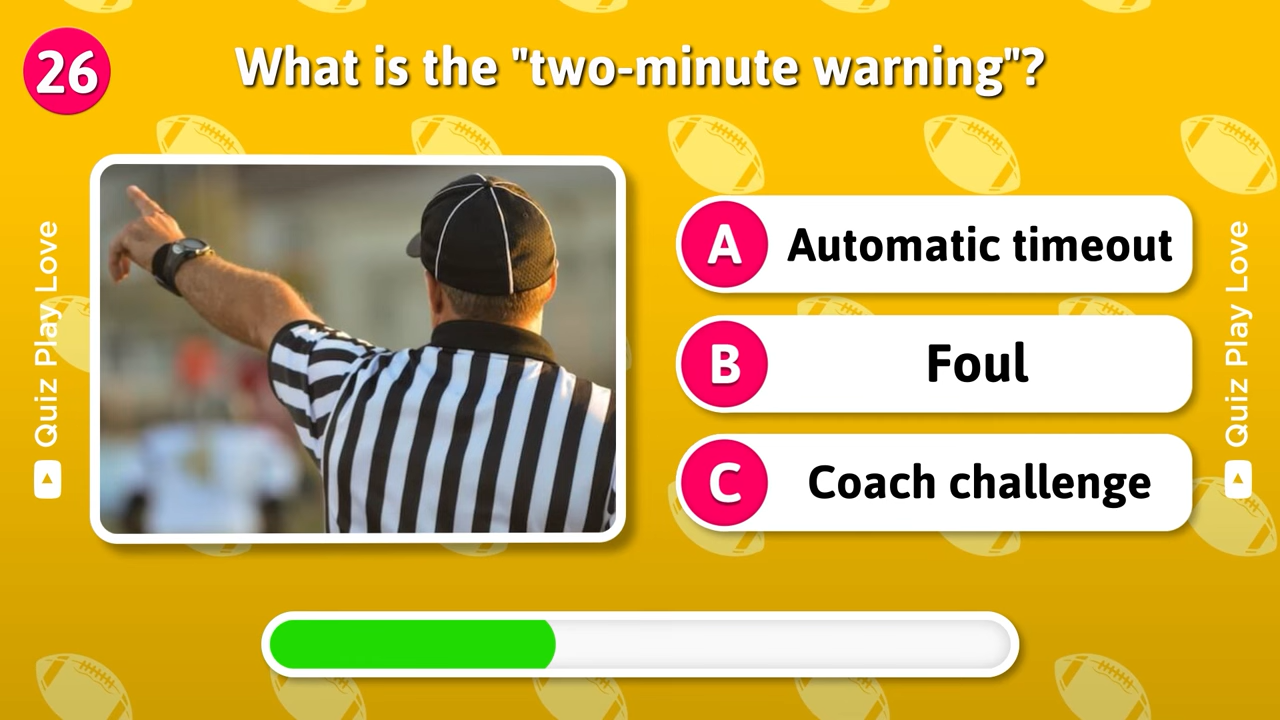 26
What is the "two-minute warning"?
Quiz Play Love
A Automatic timeout
B Foul
C Coach challenge
Quiz Play Love